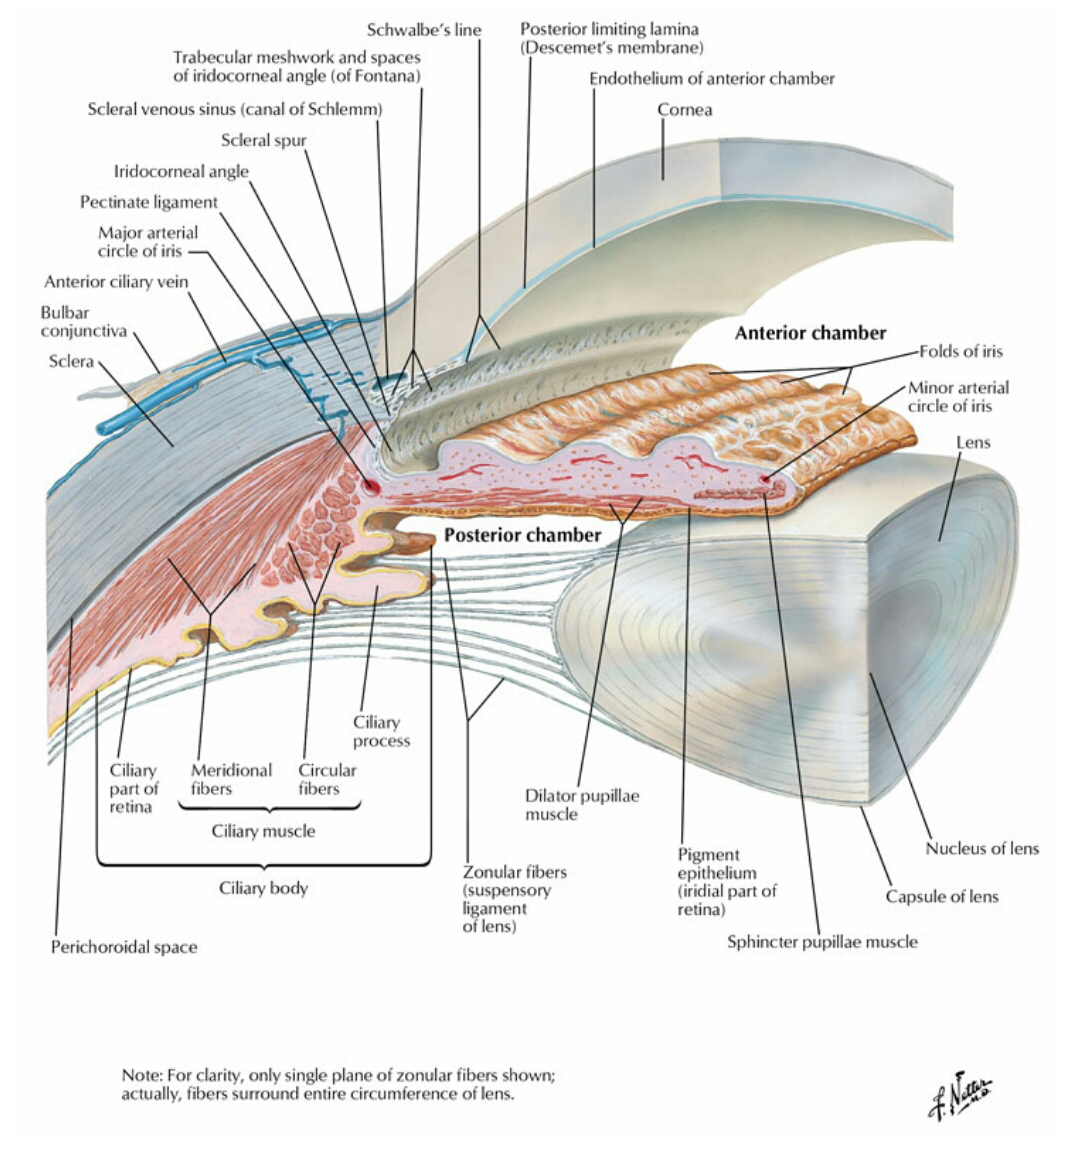 Schwalbe's line
Posterior limiting lamina
(Descemet's membrane)
Trabecular meshwork and spaces
of iridocorneal angle (of Fontana)
Endothelium of anterior chamber
Scleral venous sinus (canal of Schlemm)
Cornea
Scleral spur
Iridocorneal angle
Pectinate ligament
Major arterial
circle of iris
Anterior ciliary vein
Bulbar
conjunctiva
Sclera
Anterior chamber
Folds of iris
Minor arterial
circle of iris
Lens
Posterior chamber
Ciliary
process
Ciliary
part of
retina
Meridional
fibers
Circular
fibers
Ciliary muscle
Ciliary body
Perichoroidal space
Dilator pupillae
muscle
Zonular fibers
(suspensory
ligament
of lens)
Pigment
epithelium
(iridial part of
retina)
Sphincter pupillae muscle
Nucleus of lens
Capsule of lens
Note: For clarity, only single plane of zonular fibers shown;
actually, fibers surround entire circumference of lens.
F. Netter
M.D.